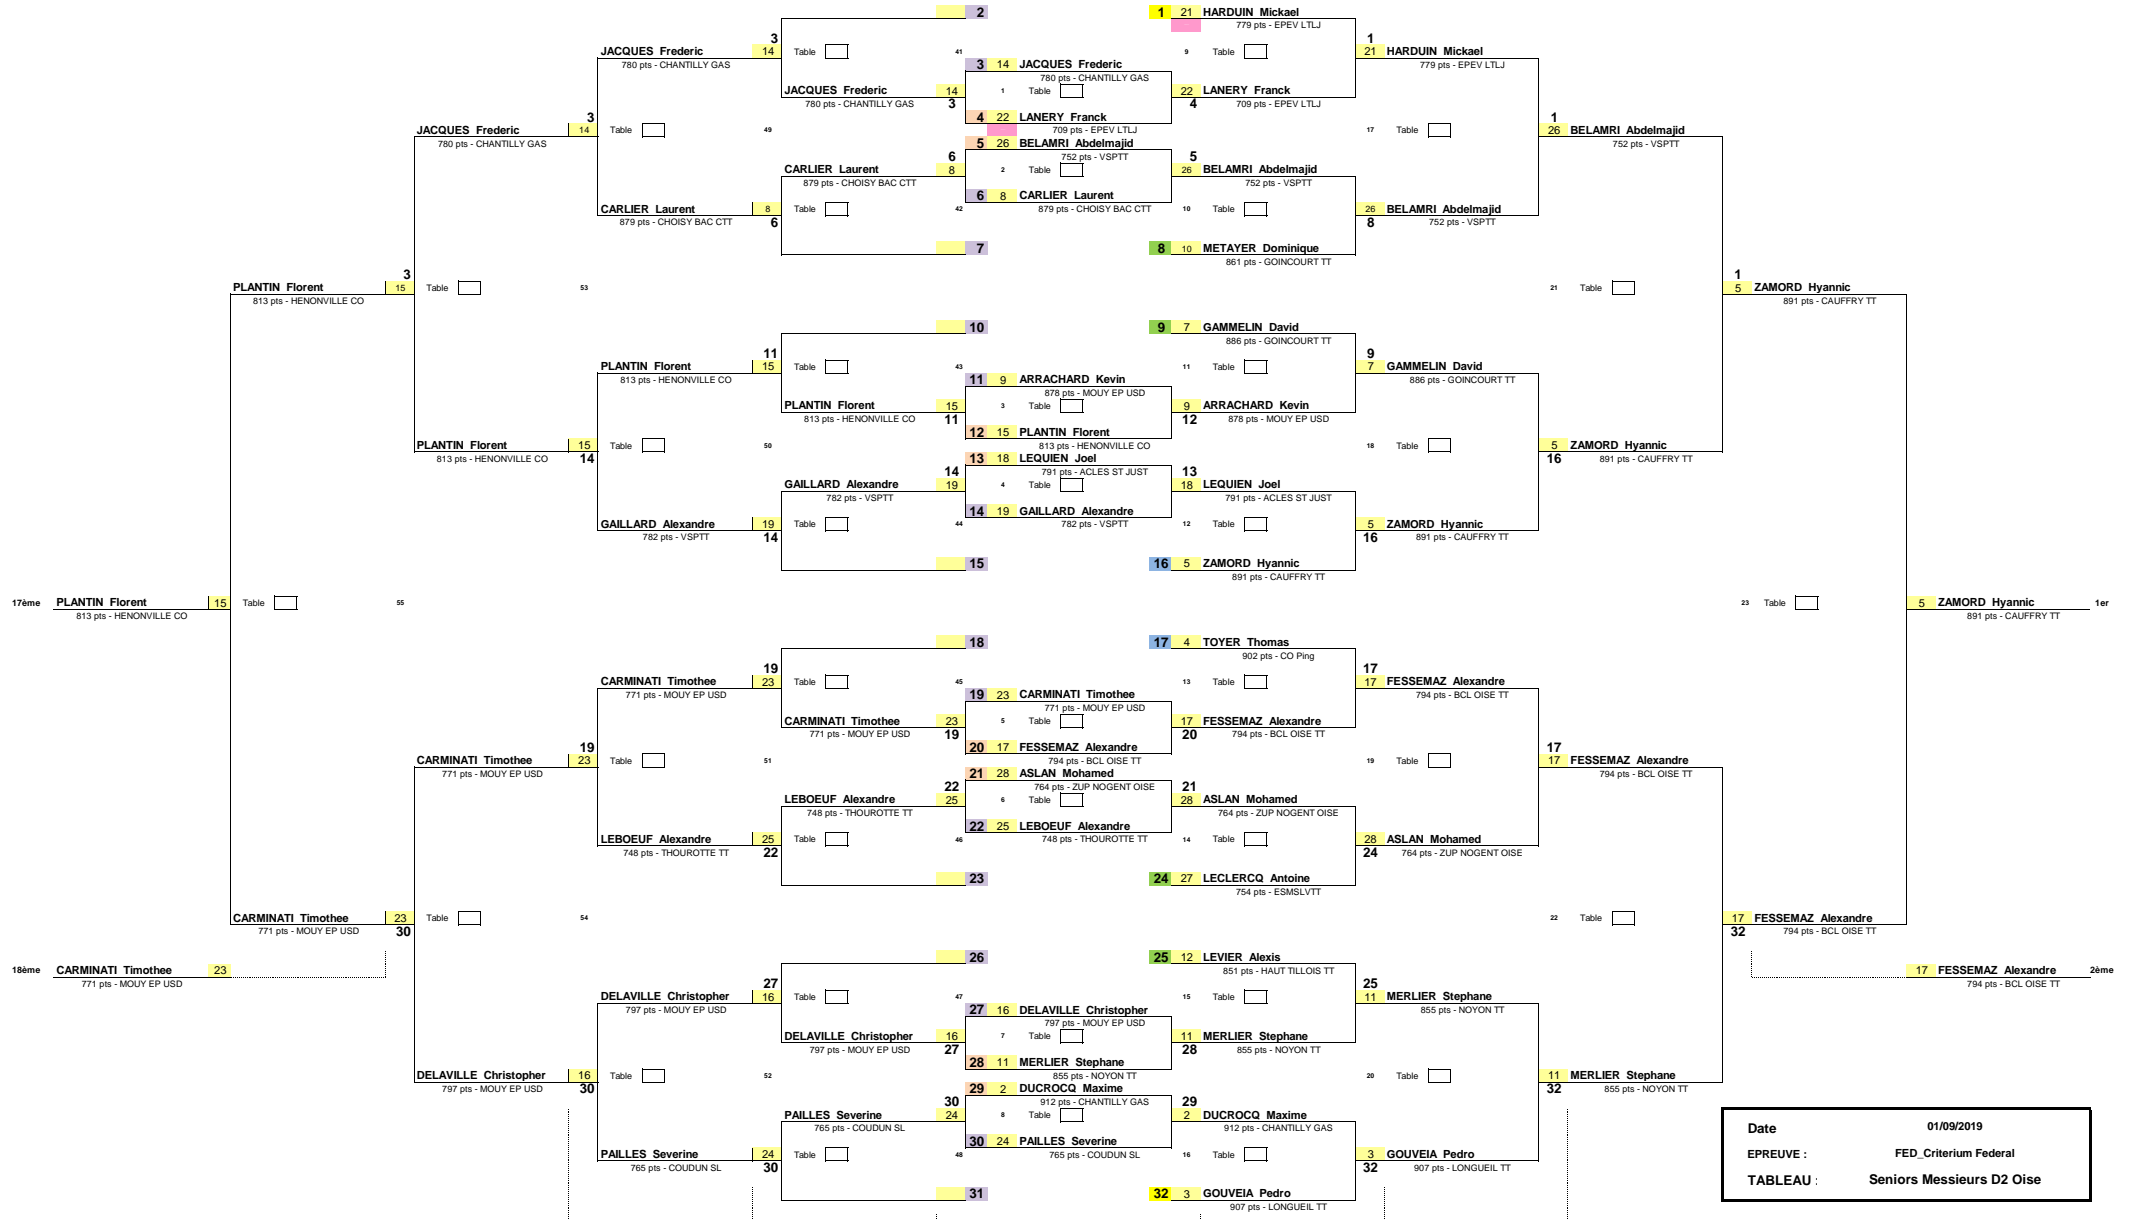 2
1 21 HARDUIN Mickael
779 pts - EPEV LTLJ
3
JACQUES Frederic 14 Table 41
780 pts - CHANTILLY GAS
9 Table
1
21 HARDUIN Mickael
779 pts - EPEV LTLJ
3 14 JACQUES Frederic
780 pts - CHANTILLY GAS
JACQUES Frederic 14
780 pts - CHANTILLY GAS 3
1 Table
22 LANERY Franck
4 709 pts - EPEV LTLJ
4 22 LANERY Franck
709 pts - EPEV LTLJ
3
JACQUES Frederic 14 Table 49
780 pts - CHANTILLY GAS
17 Table
1
26 BELAMRI Abdelmajid
752 pts - VSPTT
5 26 BELAMRI Abdelmajid
752 pts - VSPTT
6
CARLIER Laurent 8
879 pts - CHOISY BAC CTT
2 Table
5
26 BELAMRI Abdelmajid
752 pts - VSPTT
6 8 CARLIER Laurent
879 pts - CHOISY BAC CTT
CARLIER Laurent 8 Table 42
879 pts - CHOISY BAC CTT 6
10 Table
26 BELAMRI Abdelmajid
8 752 pts - VSPTT
7
8 10 METAYER Dominique
861 pts - GOINCOURT TT
3
PLANTIN Florent 15 Table 53
813 pts - HENONVILLE CO
21 Table
1
5 ZAMORD Hyannic
891 pts - CAUFFRY TT
10
9 7 GAMMELIN David
886 pts - GOINCOURT TT
11
PLANTIN Florent 15 Table 43
813 pts - HENONVILLE CO
11 Table
9
7 GAMMELIN David
886 pts - GOINCOURT TT
11 9 ARRACHARD Kevin
878 pts - MOUY EP USD
PLANTIN Florent 15
813 pts - HENONVILLE CO 11
3 Table
9 ARRACHARD Kevin
12 878 pts - MOUY EP USD
12 15 PLANTIN Florent
813 pts - HENONVILLE CO
PLANTIN Florent 15 Table 50
813 pts - HENONVILLE CO 14
18 Table
5 ZAMORD Hyannic
16 891 pts - CAUFFRY TT
13 18 LEQUIEN Joel
791 pts - ACLES ST JUST
14
GAILLARD Alexandre 19
782 pts - VSPTT
4 Table
13
18 LEQUIEN Joel
791 pts - ACLES ST JUST
14 19 GAILLARD Alexandre
782 pts - VSPTT
GAILLARD Alexandre 19 Table 44
782 pts - VSPTT 14
12 Table
5 ZAMORD Hyannic
16 891 pts - CAUFFRY TT
15
16 5 ZAMORD Hyannic
891 pts - CAUFFRY TT
17ème PLANTIN Florent 15 Table 55
813 pts - HENONVILLE CO
23 Table
5 ZAMORD Hyannic 1er
891 pts - CAUFFRY TT
18
17 4 TOYER Thomas
902 pts - CO Ping
19
CARMINATI Timothee 23 Table 45
771 pts - MOUY EP USD
13 Table
17
17 FESSEMAZ Alexandre
794 pts - BCL OISE TT
19 23 CARMINATI Timothee
771 pts - MOUY EP USD
CARMINATI Timothee 23
771 pts - MOUY EP USD 19
5 Table
17 FESSEMAZ Alexandre
20 794 pts - BCL OISE TT
20 17 FESSEMAZ Alexandre
794 pts - BCL OISE TT
19
CARMINATI Timothee 23 Table 51
771 pts - MOUY EP USD
19 Table
17
17 FESSEMAZ Alexandre
794 pts - BCL OISE TT
21 28 ASLAN Mohamed
764 pts - ZUP NOGENT OISE
22
LEBOEUF Alexandre 25
748 pts - THOUROTTE TT
6 Table
21
28 ASLAN Mohamed
764 pts - ZUP NOGENT OISE
22 25 LEBOEUF Alexandre
748 pts - THOUROTTE TT
LEBOEUF Alexandre 25 Table 46
748 pts - THOUROTTE TT 22
14 Table
28 ASLAN Mohamed
24 764 pts - ZUP NOGENT OISE
23
24 27 LECLERCQ Antoine
754 pts - ESMSLVTT
CARMINATI Timothee 23 Table 54
771 pts - MOUY EP USD 30
22 Table
17 FESSEMAZ Alexandre
32 794 pts - BCL OISE TT
18ème CARMINATI Timothee 23
771 pts - MOUY EP USD
17 FESSEMAZ Alexandre 2ème
794 pts - BCL OISE TT
26
25 12 LEVIER Alexis
851 pts - HAUT TILLOIS TT
27
DELAVILLE Christopher 16 Table 47
797 pts - MOUY EP USD
15 Table
25
11 MERLIER Stephane
855 pts - NOYON TT
27 16 DELAVILLE Christopher
797 pts - MOUY EP USD
DELAVILLE Christopher 16
797 pts - MOUY EP USD 27
7 Table
11 MERLIER Stephane
28 855 pts - NOYON TT
28 11 MERLIER Stephane
855 pts - NOYON TT
DELAVILLE Christopher 16 Table 52
797 pts - MOUY EP USD 30
20 Table
11 MERLIER Stephane
32 855 pts - NOYON TT
29 2 DUCROCQ Maxime
912 pts - CHANTILLY GAS
30
PAILLES Severine 24
765 pts - COUDUN SL
8 Table
29
2 DUCROCQ Maxime
912 pts - CHANTILLY GAS
30 24 PAILLES Severine
765 pts - COUDUN SL
PAILLES Severine 24 Table 48
765 pts - COUDUN SL 30
16 Table
3 GOUVEIA Pedro
32 907 pts - LONGUEIL TT
31
32 3 GOUVEIA Pedro
907 pts - LONGUEIL TT
Date 01/09/2019
EPREUVE : FED_Criterium Federal
TABLEAU : Seniors Messieurs D2 Oise